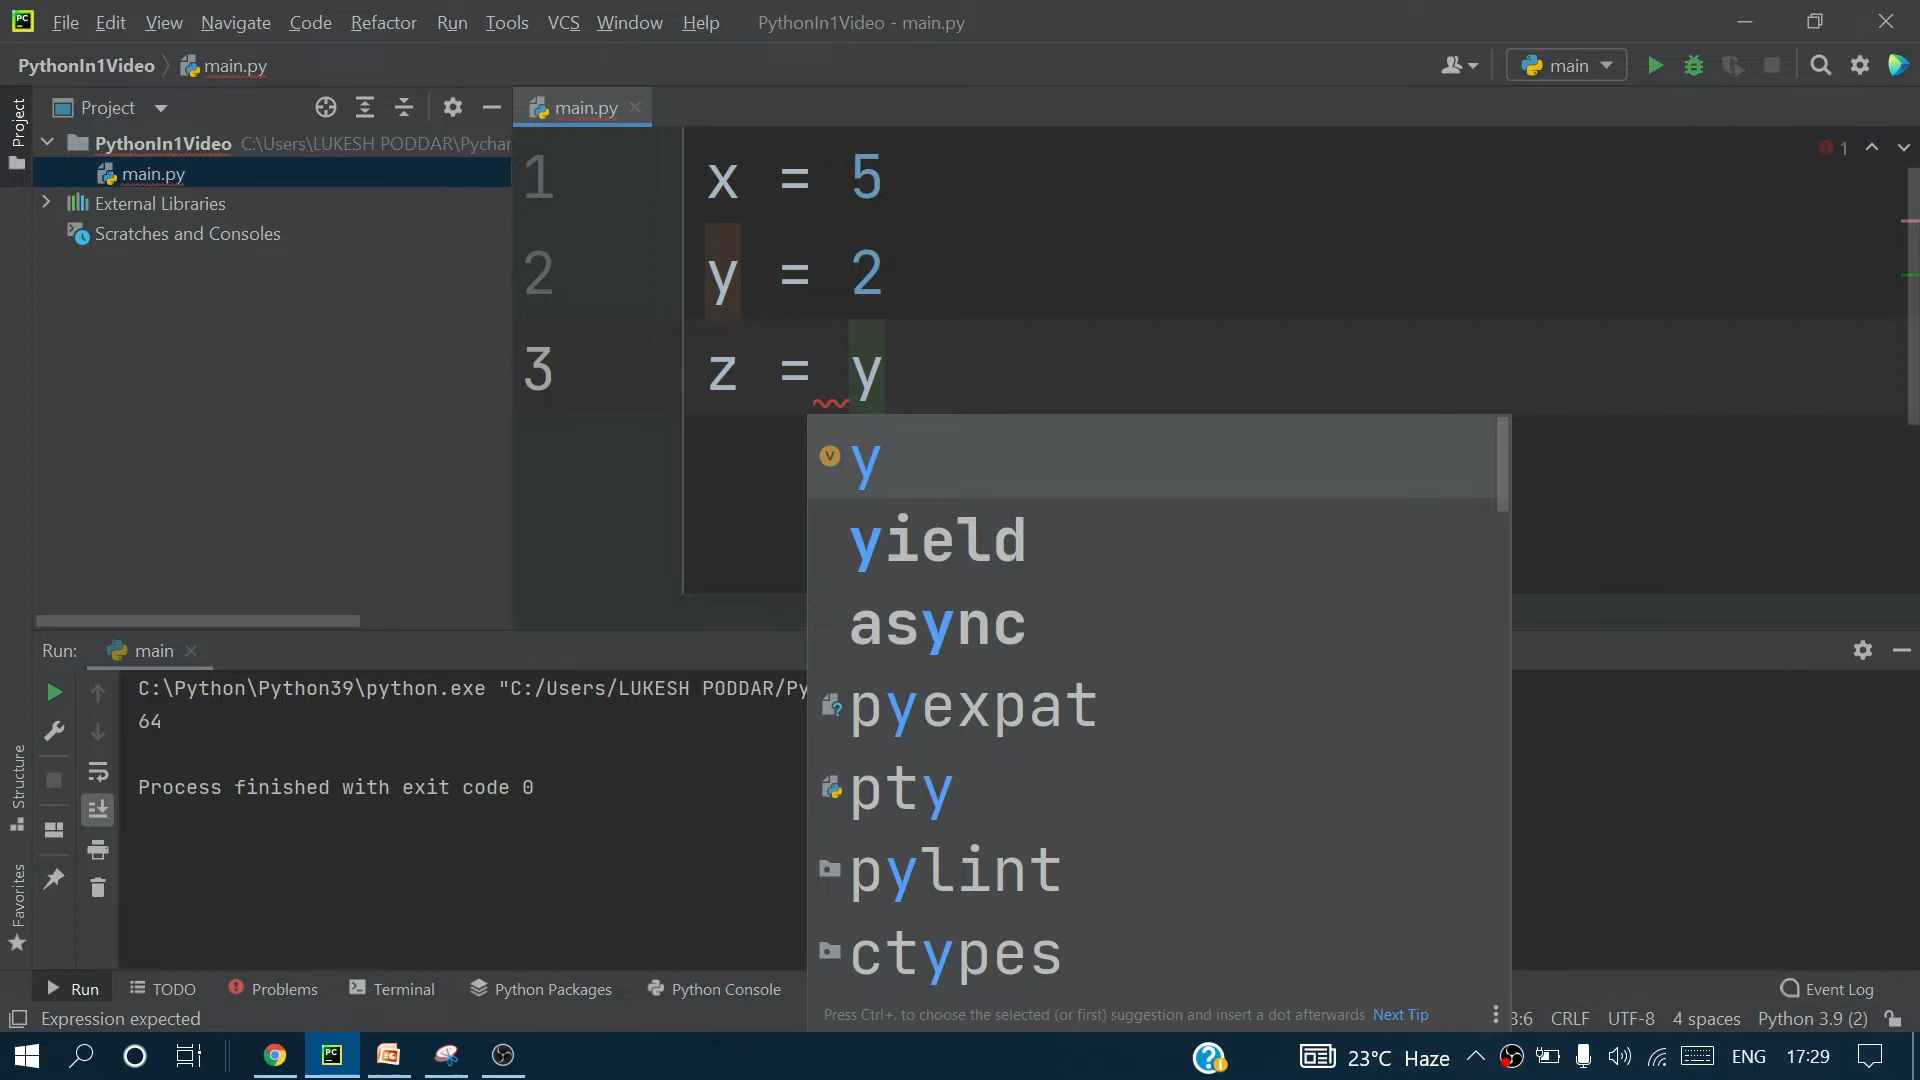 PC File Edit View Navigate Code Refactor Run Tools VCS Window Help PythonIn1Video - main.py
PythonIn1Video main.py main
Project Project main.py
PythonIn1Video C:\Users\LUKESH PODDAR\Pychar
main.py
External Libraries
Scratches and Consoles
1 x = 5
2 y = 2
3 z = y
1
V y
yield
async
pyexpat
pty
pylint
ctypes
Press Ctrl+. to choose the selected (or first) suggestion and insert a dot afterwards Next Tip
Run: main
C:\Python\Python39\python.exe "C:/Users/LUKESH PODDAR/Py
64
Process finished with exit code 0
Structure
Favorites
Run TODO Problems Terminal Python Packages Python Console Event Log
Expression expected 3:6 CRLF UTF-8 4 spaces Python 3.9 (2)
PC 23°C Haze ENG 17:29